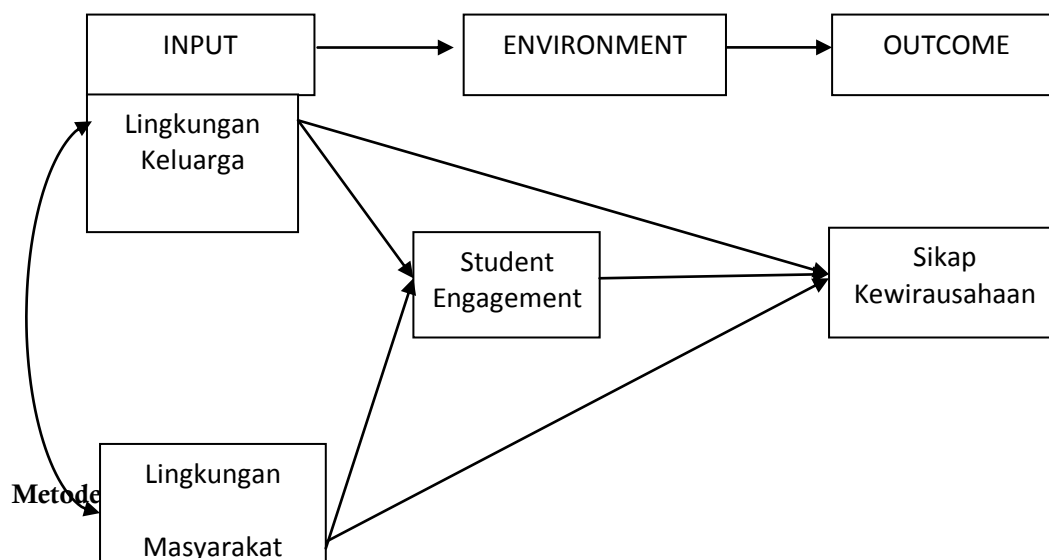 INPUT
ENVIRONMENT
OUTCOME
Lingkungan
Keluarga
Student
Engagement
Sikap
Kewirausahaan
Lingkungan
Metode
Masyarakat